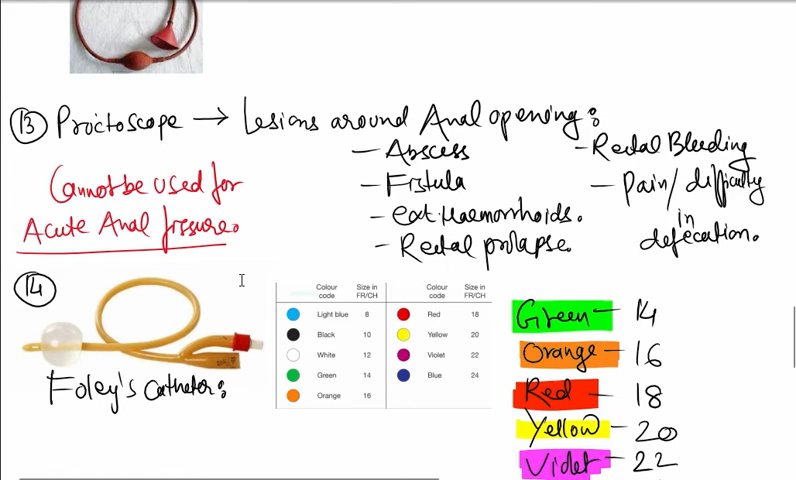 13 Proctoscope → Lesions around Anal opening:
- Abscess
- Fistula
- ext. Haemorrhoids.
- Rectal prolapse.
- Rectal Bleeding
- Pain/difficulty
in
defecation.
Cannot be used for
Acute Anal fissure.
14
Foley's Catheter:
Colour code Size in FR/CH Colour code Size in FR/CH
Light blue 8 Red 18
Black 10 Yellow 20
White 12 Violet 22
Green 14 Blue 24
Orange 16
Green - 14
Orange - 16
Red - 18
Yellow - 20
Violet - 22